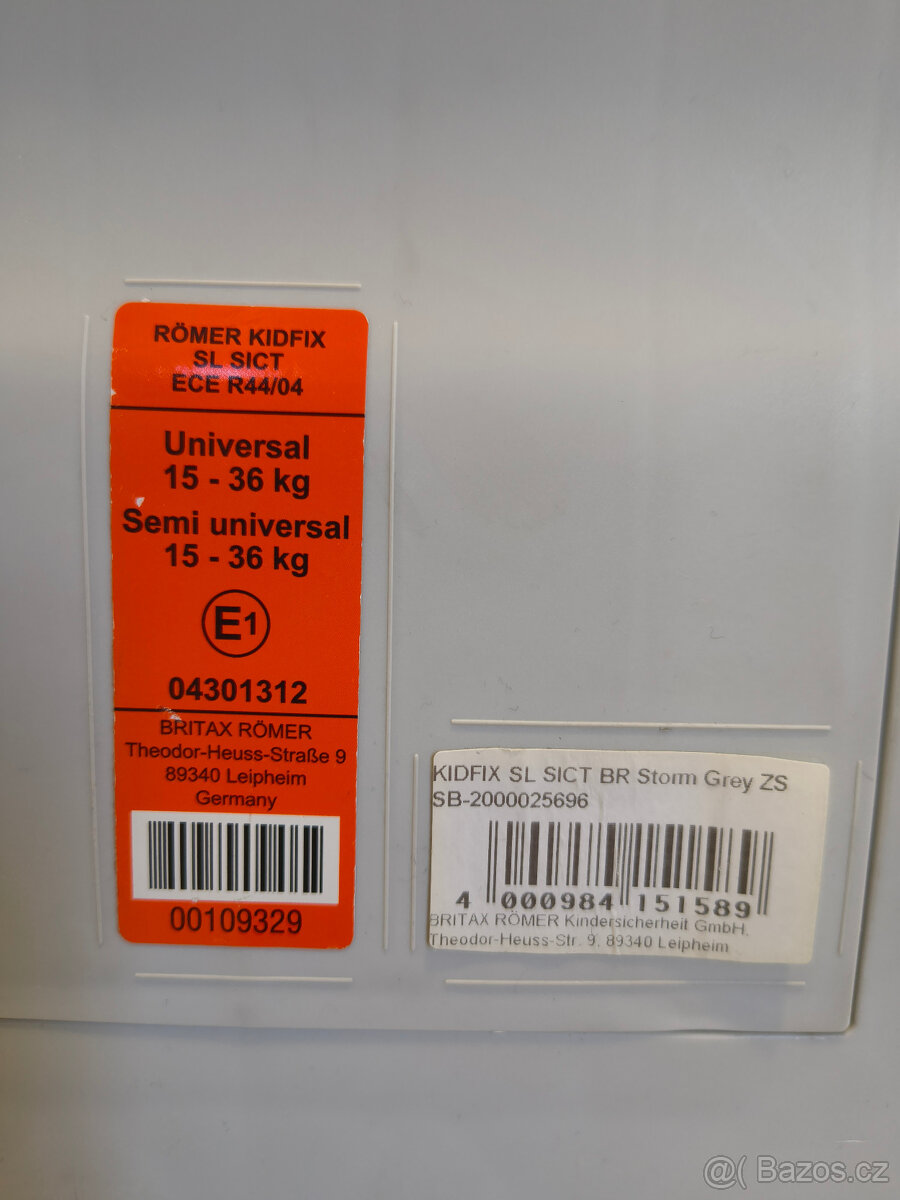 RÖMER KIDFIX
SL SICT
ECE R44/04
Universal
15 - 36 kg
Semi universal
15 - 36 kg
E1
04301312
BRITAX RÖMER
Theodor-Heuss-Straße 9
89340 Leipheim
Germany
00109329
KIDFIX SL SICT BR Storm Grey ZS
SB-2000025696
4 000984 151589
BRITAX RÖMER Kindersicherheit GmbH,
Theodor-Heuss-Str. 9, 89340 Leipheim
@( Bazos.cz